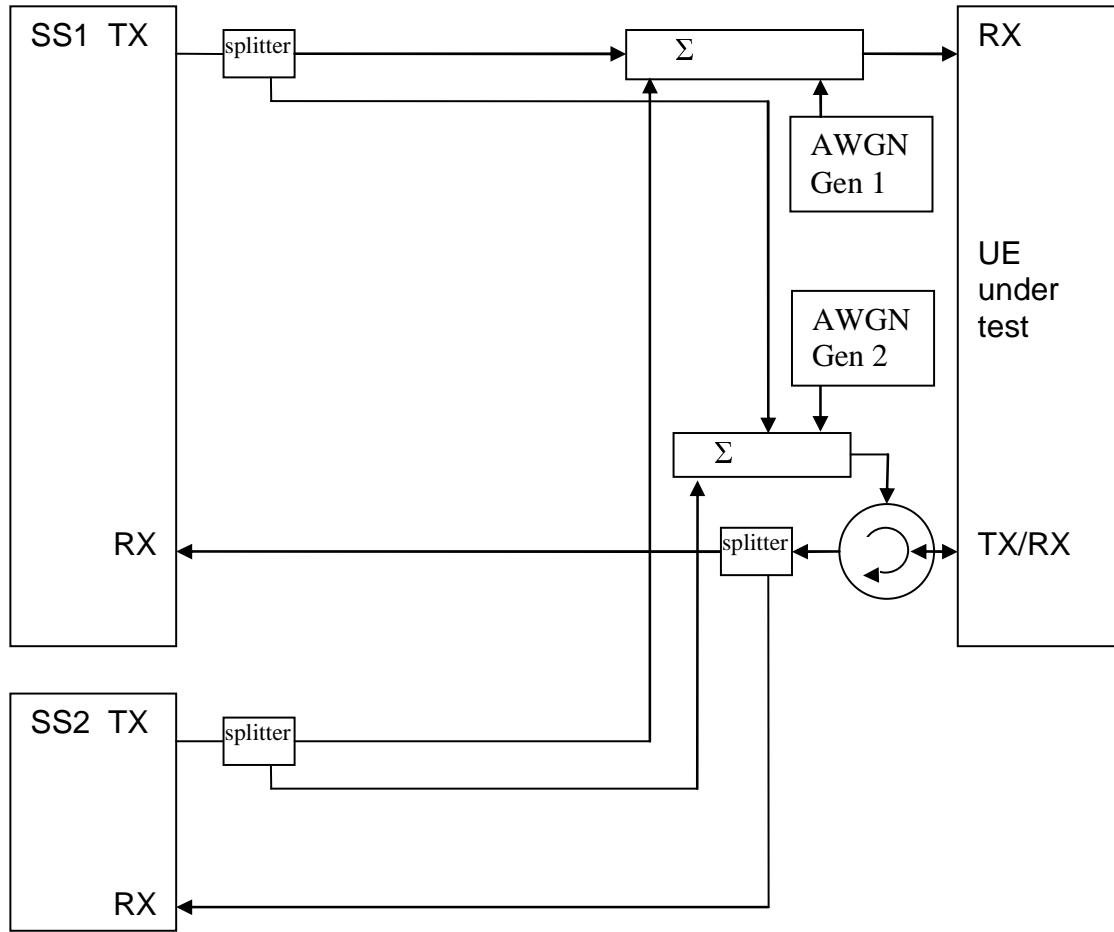 SS1 TX
splitter
Σ
RX
AWGN
Gen 1
UE
under
test
AWGN
Gen 2
Σ
RX
splitter
TX/RX
SS2 TX
splitter
RX